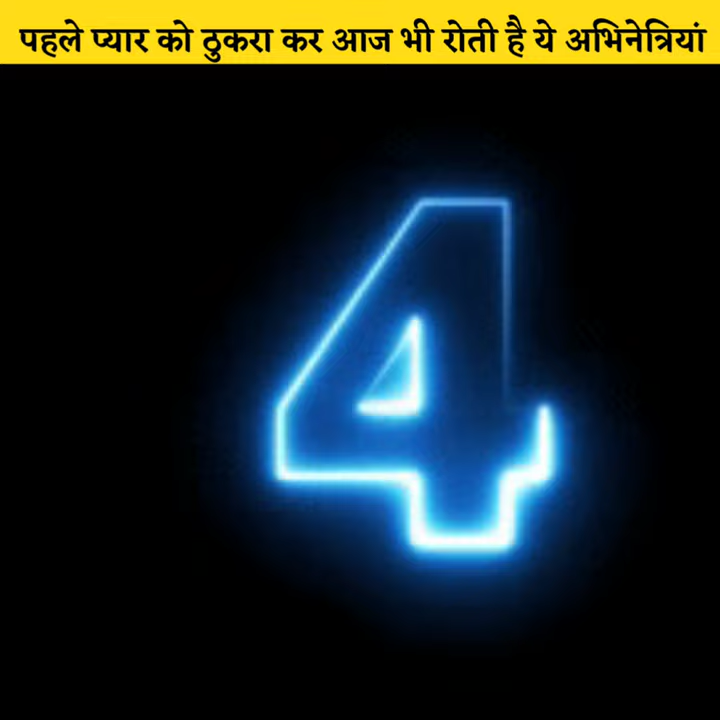 पहले प्यार को ठुकरा कर आज भी रोती है ये अभिनेत्रियां
4